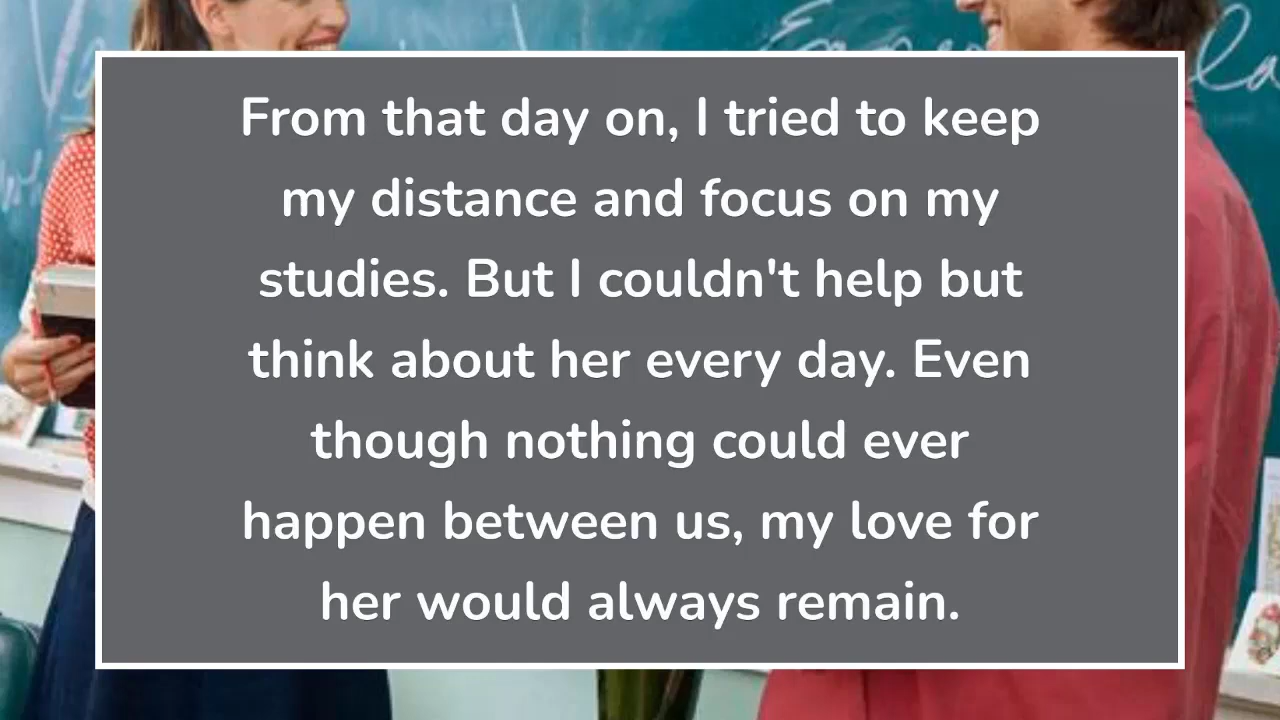 From that day on, I tried to keep
my distance and focus on my
studies. But I couldn't help but
think about her every day. Even
though nothing could ever
happen between us, my love for
her would always remain.